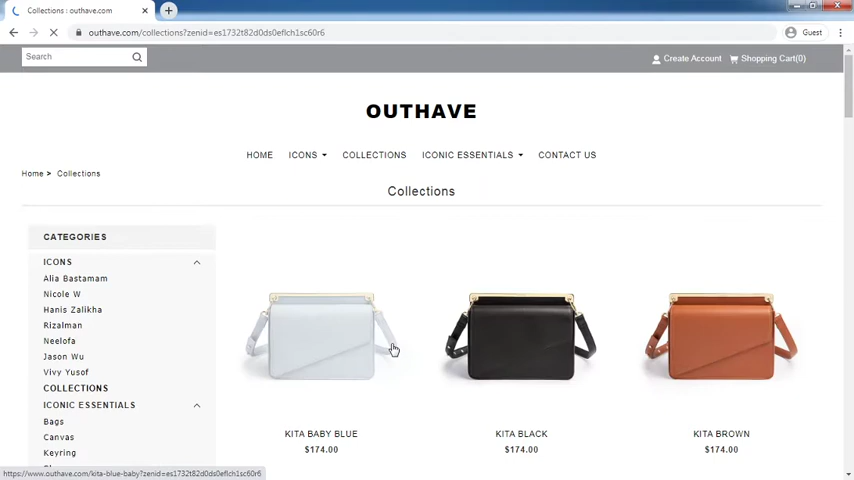 Collections : outhave.com
outhave.com/collections?zenid=es1732t82d0ds0eflch1sc60r6
Guest
Search
Create Account
Shopping Cart(0)
OUTHAVE
HOME
ICONS
COLLECTIONS
ICONIC ESSENTIALS
CONTACT US
Home > Collections
Collections
CATEGORIES
ICONS
Alia Bastamam
Nicole W
Hanis Zalikha
Rizalman
Neelofa
Jason Wu
Vivy Yusof
COLLECTIONS
ICONIC ESSENTIALS
Bags
Canvas
Keyring
KITA BABY BLUE
$174.00
KITA BLACK
$174.00
KITA BROWN
$174.00
https://www.outhave.com/kita-blue-baby?zenid=es1732t82d0ds0eflch1sc60r6